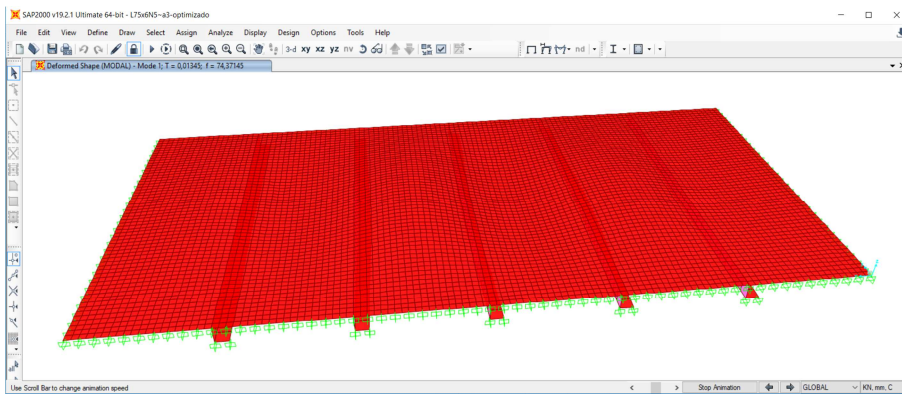 SAP2000 v19.2.1 Ultimate 64-bit - L75x6N5~a3-optimizado
File Edit View Define Draw Select Assign Analyze Display Design Options Tools Help
3-d xy xz yz nv nd
Deformed Shape (MODAL) - Mode 1; T = 0,01345; f = 74,37145
Use Scroll Bar to change animation speed Stop Animation GLOBAL KN, mm, C